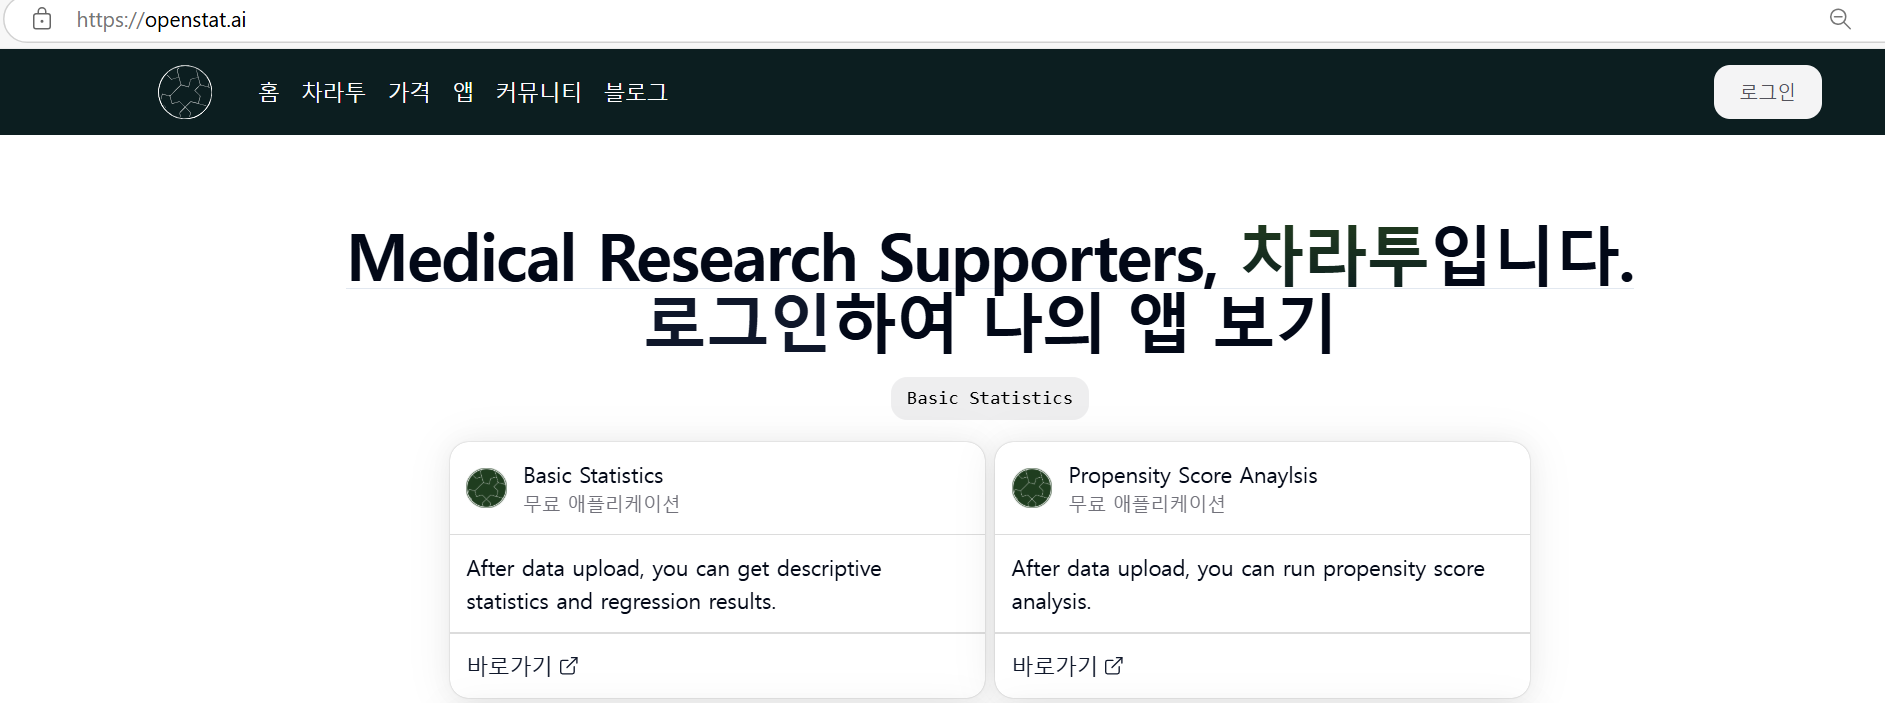 https://openstat.ai
홈 차라투 가격 앱 커뮤니티 블로그
로그인
Medical Research Supporters, 차라투입니다.
로그인하여 나의 앱 보기
Basic Statistics
Basic Statistics
무료 애플리케이션
After data upload, you can get descriptive
statistics and regression results.
바로가기
Propensity Score Anaylsis
무료 애플리케이션
After data upload, you can run propensity score
analysis.
바로가기